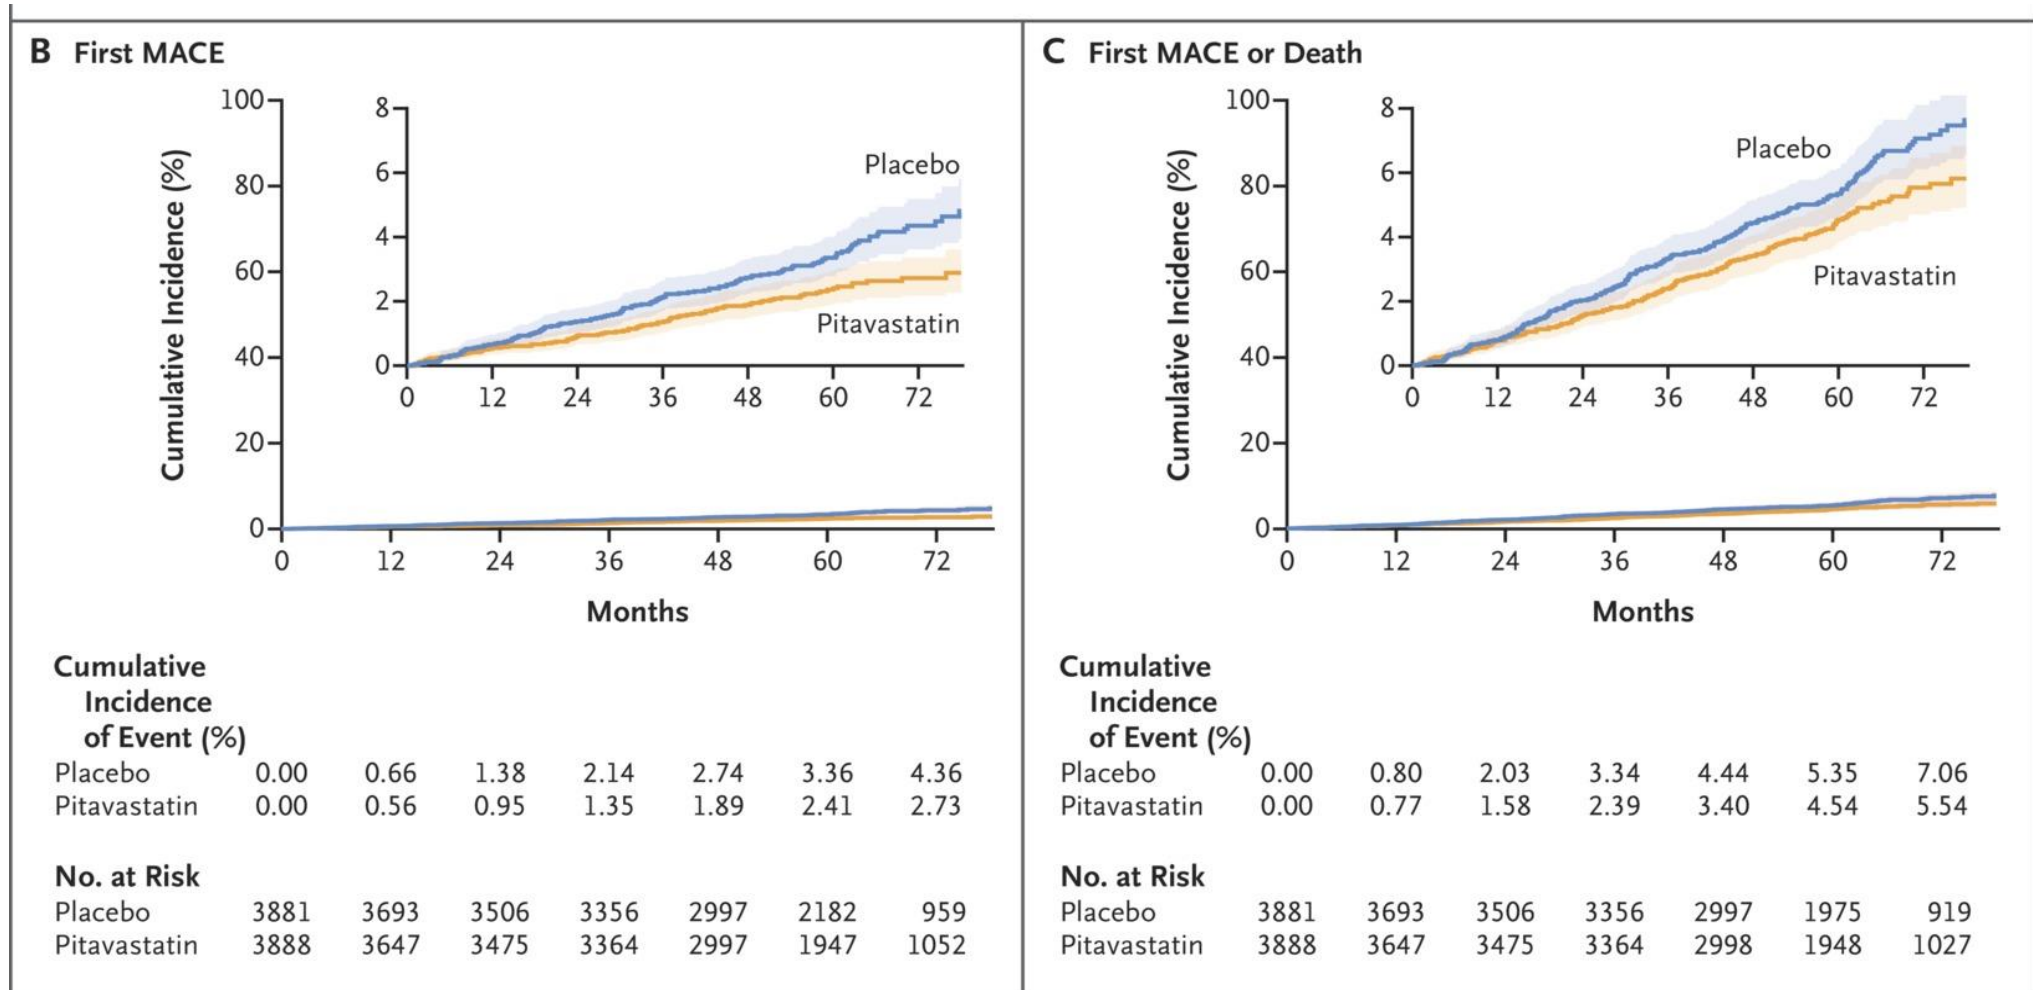 B First MACE
Cumulative Incidence (%)
100
80
60
40
20
0
8
6
4
2
0
Placebo
Pitavastatin
0 12 24 36 48 60 72
0 12 24 36 48 60 72
Months
Cumulative
Incidence
of Event (%)
Placebo 0.00 0.66 1.38 2.14 2.74 3.36 4.36
Pitavastatin 0.00 0.56 0.95 1.35 1.89 2.41 2.73
No. at Risk
Placebo 3881 3693 3506 3356 2997 2182 959
Pitavastatin 3888 3647 3475 3364 2997 1947 1052
C First MACE or Death
Cumulative Incidence (%)
100
80
60
40
20
0
8
6
4
2
0
Placebo
Pitavastatin
0 12 24 36 48 60 72
0 12 24 36 48 60 72
Months
Cumulative
Incidence
of Event (%)
Placebo 0.00 0.80 2.03 3.34 4.44 5.35 7.06
Pitavastatin 0.00 0.77 1.58 2.39 3.40 4.54 5.54
No. at Risk
Placebo 3881 3693 3506 3356 2997 1975 919
Pitavastatin 3888 3647 3475 3364 2998 1948 1027